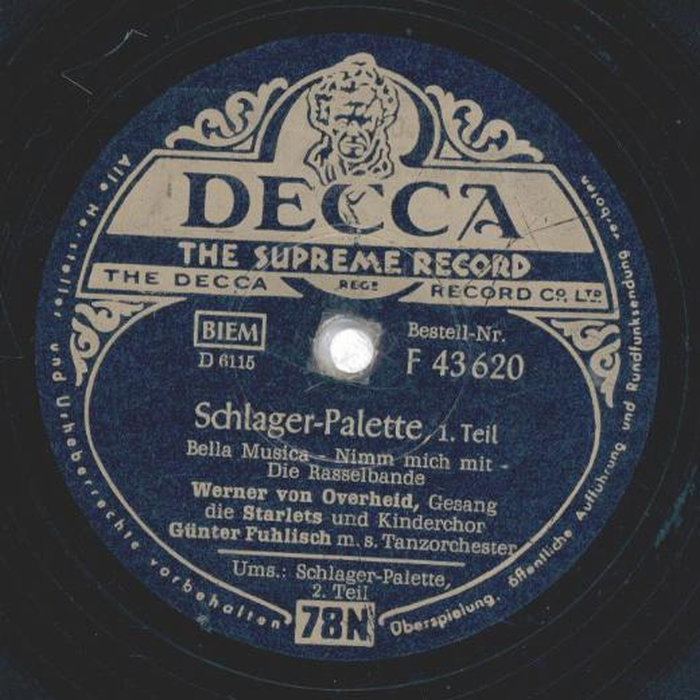 DECCA
THE SUPREME RECORD
THE DECCA REGD RECORD CO. LTD
BIEM
D 6115
Bestell-Nr.
F 43620
Schlager-Palette, 1. Teil
Bella Musica - Nimm mich mit -
Die Rasselbande
Werner von Overheid, Gesang
die Starlets und Kinderchor
Günter Fuhlisch m. s. Tanzorchester
Ums.: Schlager-Palette,
2. Teil
78N
Alle Hersteller und Urheberrechte vorbehalten
Überspielung, öffentliche Aufführung und Rundfunksendung verboten